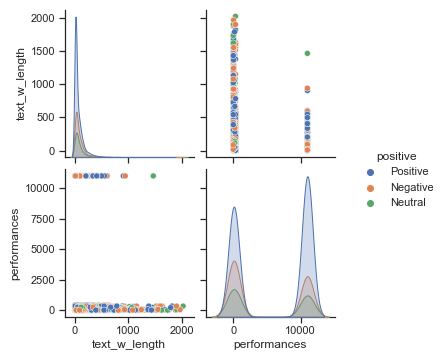 2000
1500
1000
500
0
text_w_length
positive
Positive
Negative
Neutral
10000
7500
5000
2500
0
performances
0
1000
2000
text_w_length
0
10000
performances